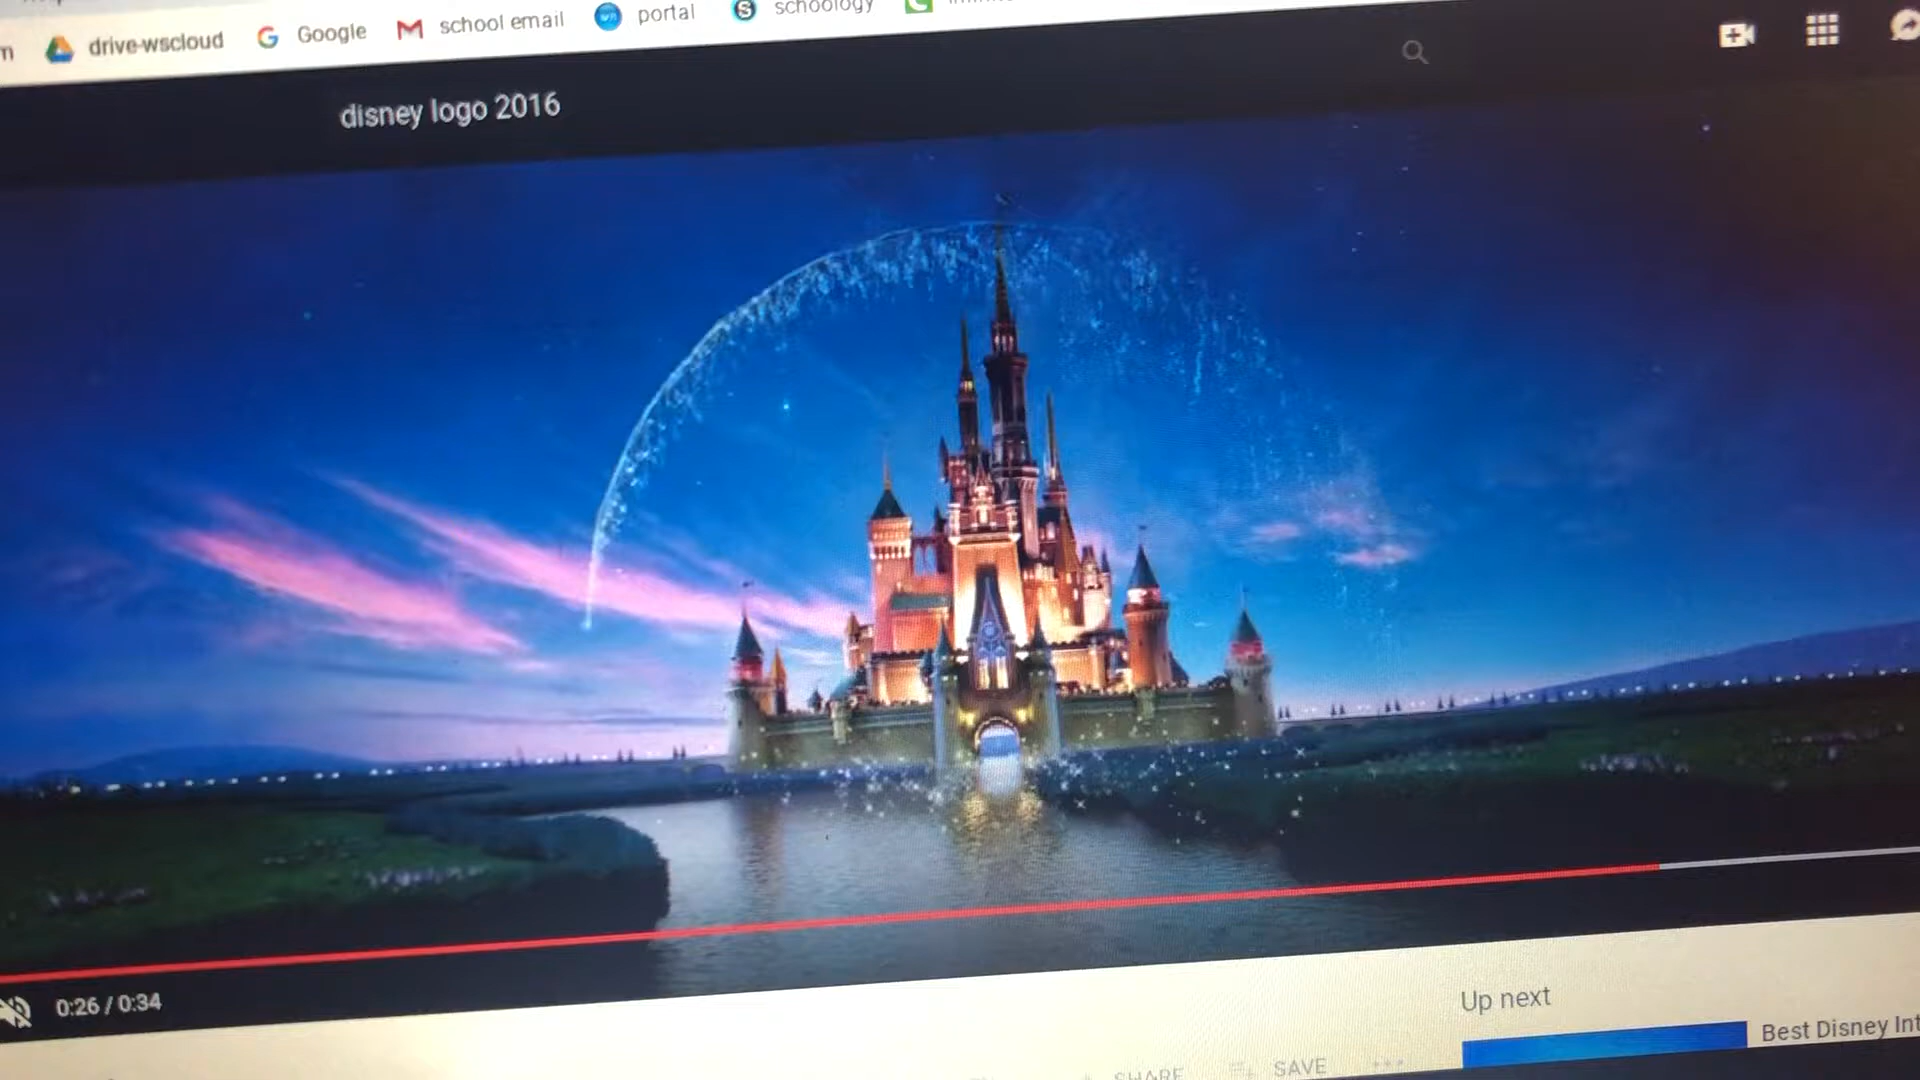 drive-wscloud Google school email portal schoology
disney logo 2016
0:26 / 0:34
Up next
Best Disney Int
SHARE SAVE